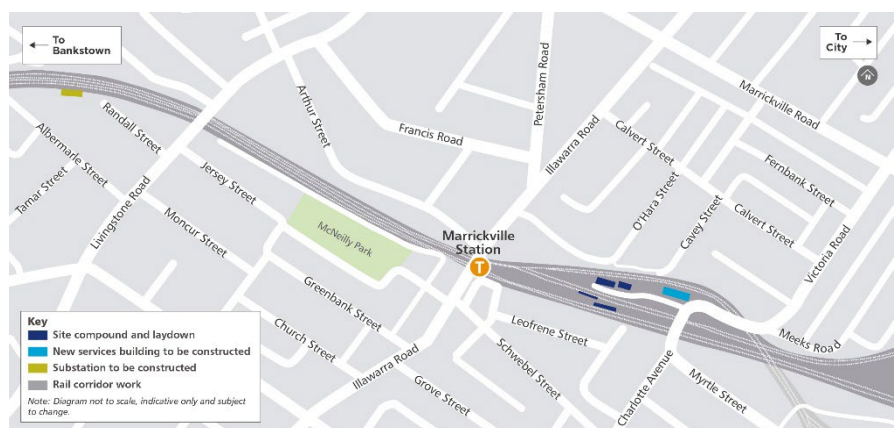 To
Bankstown
To
City
N
Petersham Road
Marrickville Road
Arthur Street
Francis Road
Illawarra Road
Calvert Street
Fernbank Street
Randall Street
Albermarle Street
Tamar Street
Jersey Street
Livingstone Road
Moncur Street
O'Hara Street
Cavey Street
Calvert Street
Victoria Road
McNeilly Park
Marrickville
Station
T
Greenbank Street
Church Street
Illawarra Road
Grove Street
Leofrene Street
Schwebel Street
Charlotte Avenue
Myrtle Street
Meeks Road
Key
Site compound and laydown
New services building to be constructed
Substation to be constructed
Rail corridor work
Note: Diagram not to scale, indicative only and subject
to change.